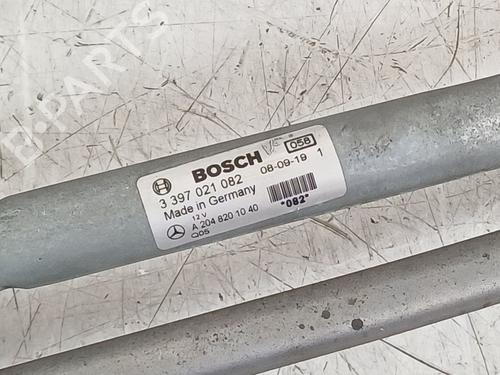 B-PARTS
BOSCH
058
3 397 021 082
08-09-19 1
Made in Germany
12 V
A 204 820 10 40
Q05
*082*